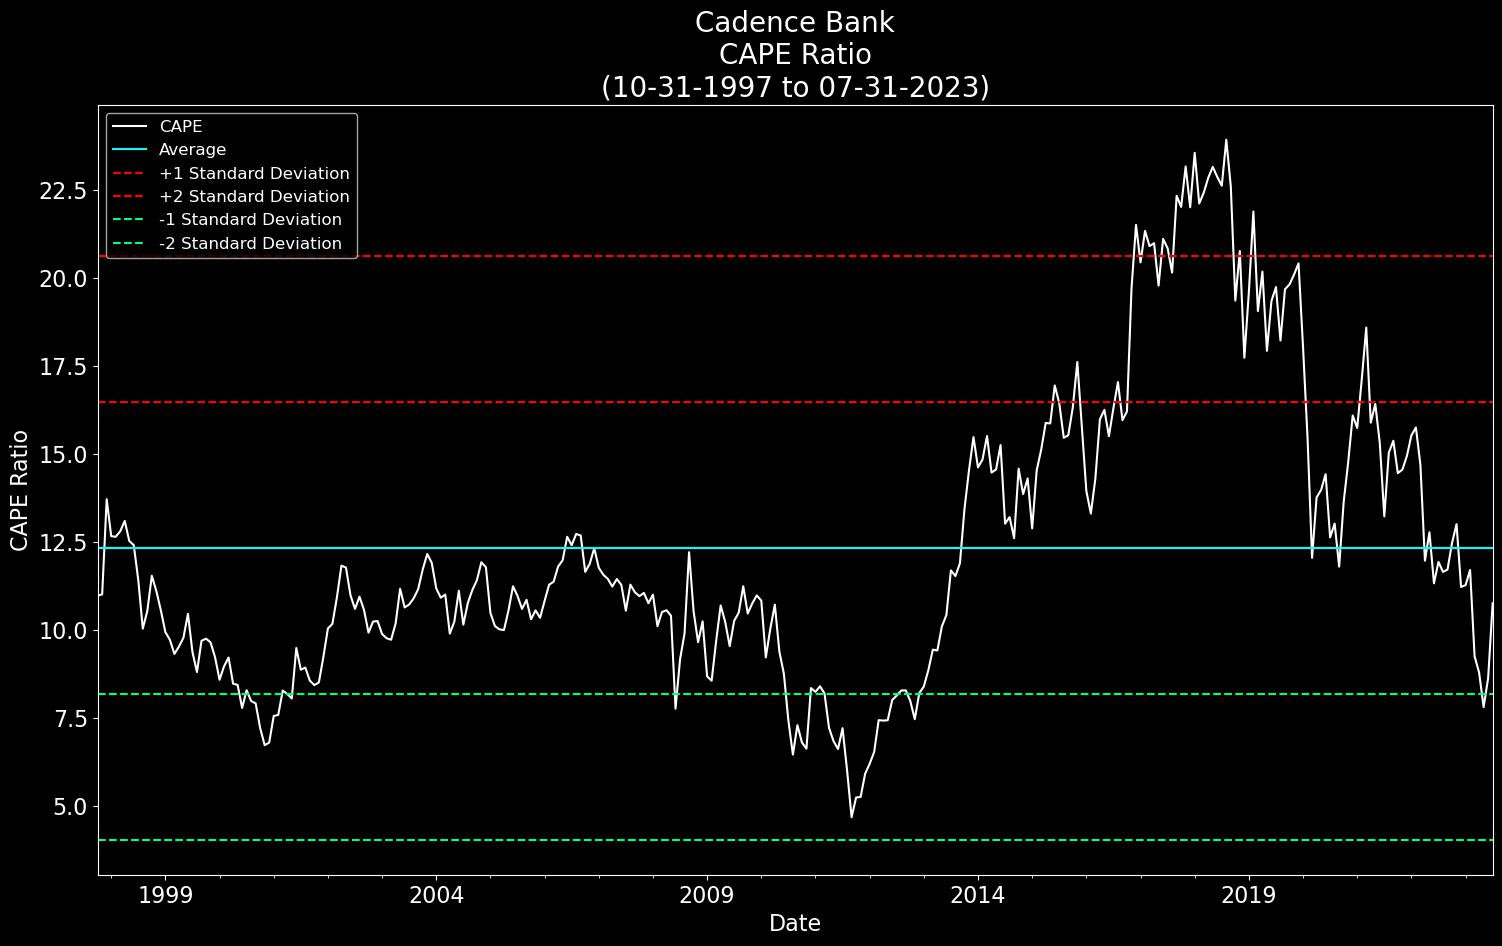 Cadence Bank
CAPE Ratio
(10-31-1997 to 07-31-2023)
CAPE
Average
+1 Standard Deviation
+2 Standard Deviation
-1 Standard Deviation
-2 Standard Deviation
22.5
20.0
17.5
15.0
12.5
10.0
7.5
5.0
CAPE Ratio
1999 2004 2009 2014 2019
Date